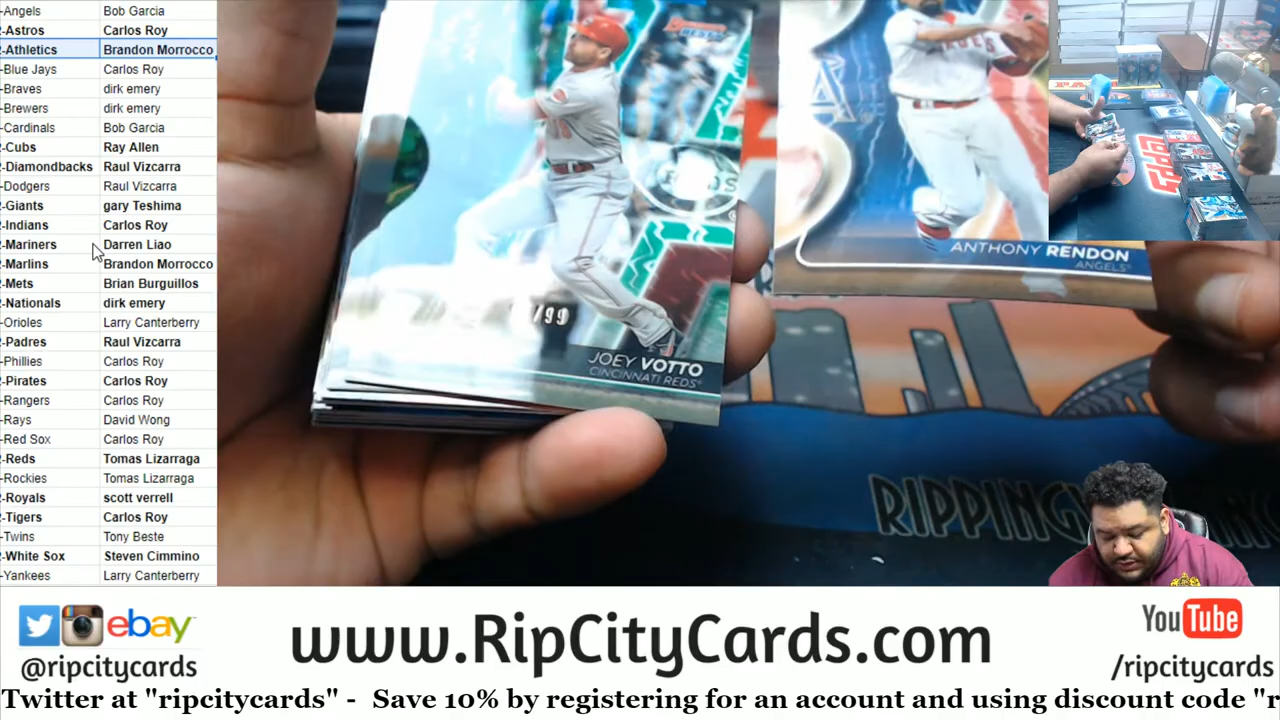 -Angels Bob Garcia
-Astros Carlos Roy
-Athletics Brandon Morrocco
-Blue Jays Carlos Roy
-Braves dirk emery
-Brewers dirk emery
-Cardinals Bob Garcia
-Cubs Ray Allen
-Diamondbacks Raul Vizcarra
-Dodgers Raul Vizcarra
-Giants gary Teshima
-Indians Carlos Roy
-Mariners Darren Liao
-Marlins Brandon Morrocco
-Mets Brian Burguillos
-Nationals dirk emery
-Orioles Larry Canterberry
-Padres Raul Vizcarra
-Phillies Carlos Roy
-Pirates Carlos Roy
-Rangers Carlos Roy
-Rays David Wong
-Red Sox Carlos Roy
-Reds Tomas Lizarraga
-Rockies Tomas Lizarraga
-Royals scott verrell
-Tigers Carlos Roy
-Twins Tony Beste
-White Sox Steven Cimmino
-Yankees Larry Canterberry
/99
JOEY VOTTO
CINCINNATI REDS
ANTHONY RENDON
ANGELS
RIPPING
ebay
@ripcitycards
www.RipCityCards.com
YouTube
/ripcitycards
Twitter at "ripcitycards" - Save 10% by registering for an account and using discount code "r